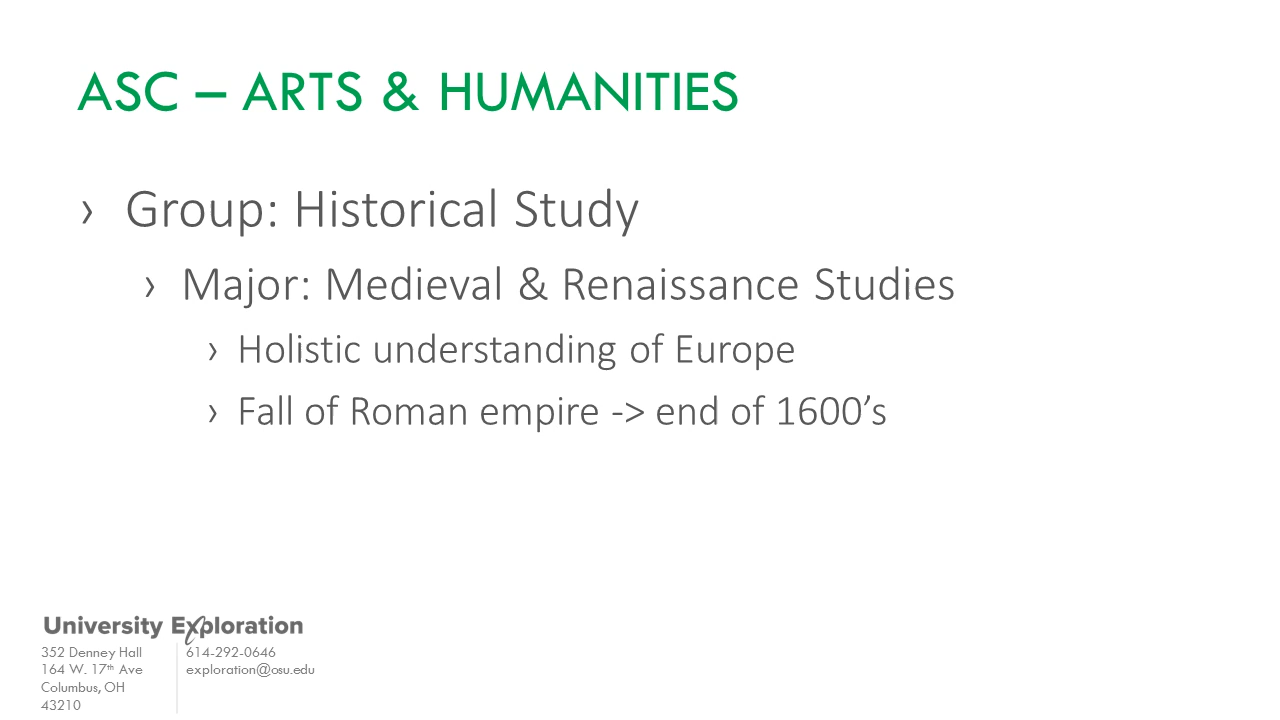 ASC – ARTS & HUMANITIES
› Group: Historical Study
› Major: Medieval & Renaissance Studies
› Holistic understanding of Europe
› Fall of Roman empire -> end of 1600’s
University Exploration
352 Denney Hall
164 W. 17th Ave
Columbus, OH
43210
614-292-0646
exploration@osu.edu